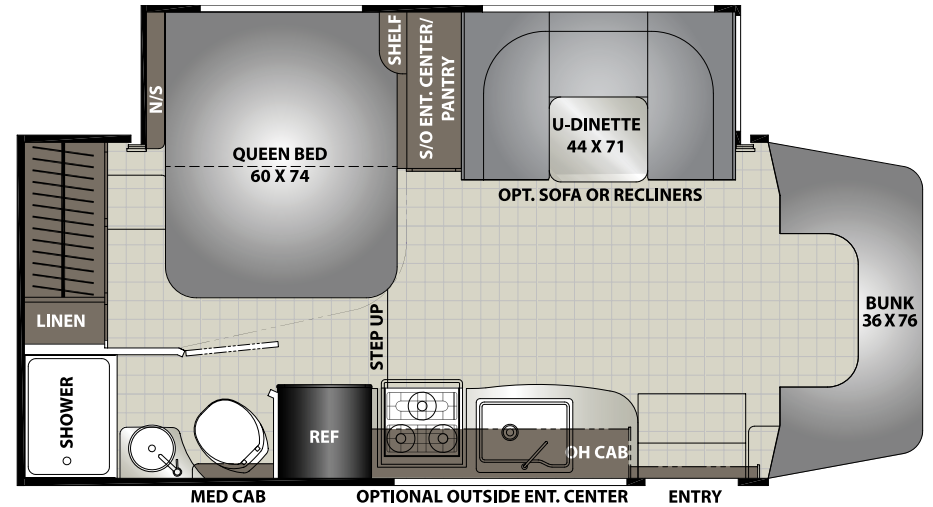 N/S
SHELF
S/O ENT. CENTER/
PANTRY
QUEEN BED
60 X 74
U-DINETTE
44 X 71
OPT. SOFA OR RECLINERS
BUNK
36 X 76
LINEN
STEP UP
SHOWER
REF
OH CAB
MED CAB
OPTIONAL OUTSIDE ENT. CENTER
ENTRY